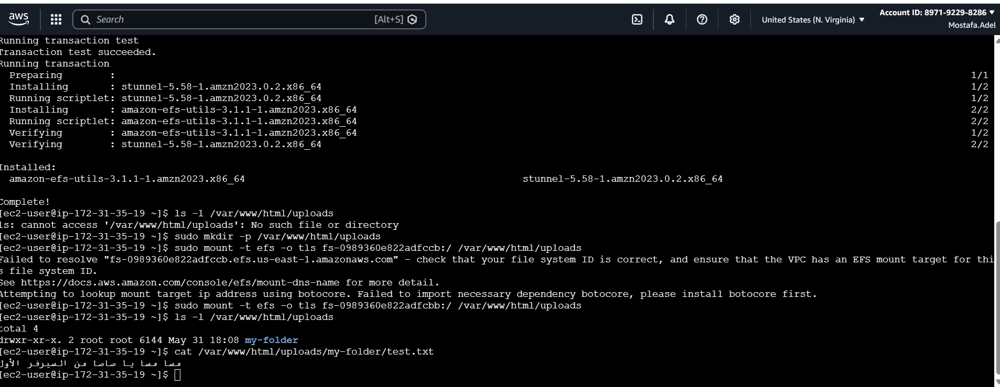 aws
Search
[Alt+S]
United States (N. Virginia)
Account ID: 8971-9229-8286
Mostafa.Adel
Running transaction test
Transaction test succeeded.
Running transaction
Preparing : 1/1
Installing : stunnel-5.58-1.amzn2023.0.2.x86_64 1/2
Running scriptlet: stunnel-5.58-1.amzn2023.0.2.x86_64 1/2
Installing : amazon-efs-utils-3.1.1-1.amzn2023.x86_64 2/2
Running scriptlet: amazon-efs-utils-3.1.1-1.amzn2023.x86_64 2/2
Verifying : amazon-efs-utils-3.1.1-1.amzn2023.x86_64 1/2
Verifying : stunnel-5.58-1.amzn2023.0.2.x86_64 2/2
Installed:
amazon-efs-utils-3.1.1-1.amzn2023.x86_64 stunnel-5.58-1.amzn2023.0.2.x86_64
Complete!
[ec2-user@ip-172-31-35-19 ~]$ ls -l /var/www/html/uploads
ls: cannot access '/var/www/html/uploads': No such file or directory
[ec2-user@ip-172-31-35-19 ~]$ sudo mkdir -p /var/www/html/uploads
[ec2-user@ip-172-31-35-19 ~]$ sudo mount -t efs -o tls fs-0989360e822adfccb:/ /var/www/html/uploads
Failed to resolve "fs-0989360e822adfccb.efs.us-east-1.amazonaws.com" - check that your file system ID is correct, and ensure that the VPC has an EFS mount target for thi
s file system ID.
See https://docs.aws.amazon.com/console/efs/mount-dns-name for more detail.
Attempting to lookup mount target ip address using botocore. Failed to import necessary dependency botocore, please install botocore first.
[ec2-user@ip-172-31-35-19 ~]$ sudo mount -t efs -o tls fs-0989360e822adfcbb:/ /var/www/html/uploads
[ec2-user@ip-172-31-35-19 ~]$ ls -l /var/www/html/uploads
total 4
drwxr-xr-x. 2 root root 6144 May 31 18:08 my-folder
[ec2-user@ip-172-31-35-19 ~]$ cat /var/www/html/uploads/my-folder/test.txt
مسا مسا يا صاصا من السيرفر الأول
[ec2-user@ip-172-31-35-19 ~]$